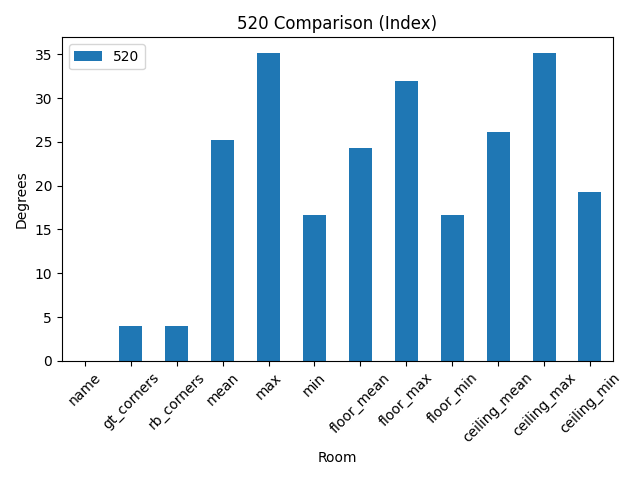 520 Comparison (Index)
520
Degrees
35
30
25
20
15
10
5
0
name
gt_corners
rb_corners
mean
max
min
floor_mean
floor_max
floor_min
ceiling_mean
ceiling_max
ceiling_min
Room